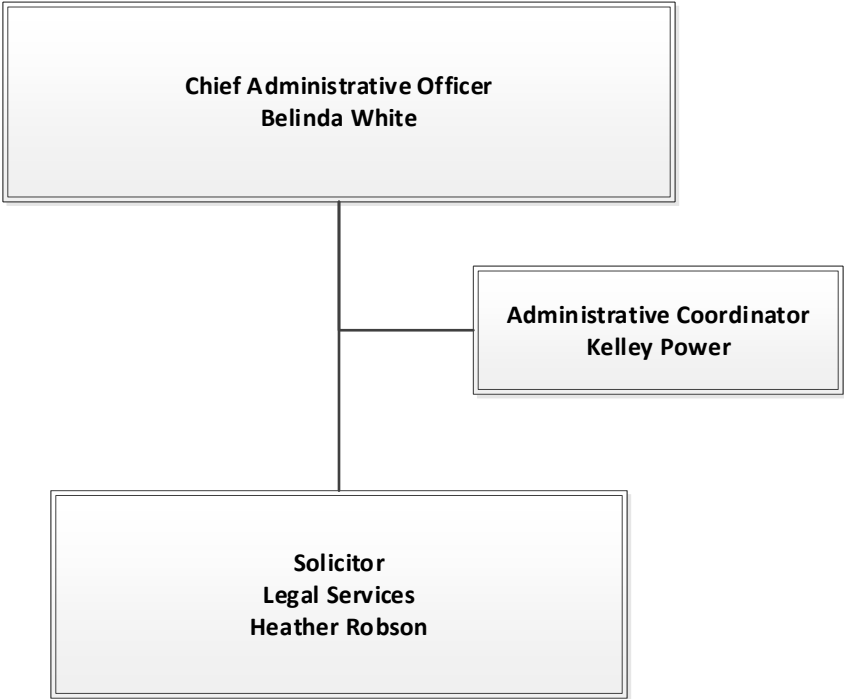 Chief Administrative Officer
Belinda White
Administrative Coordinator
Kelley Power
Solicitor
Legal Services
Heather Robson